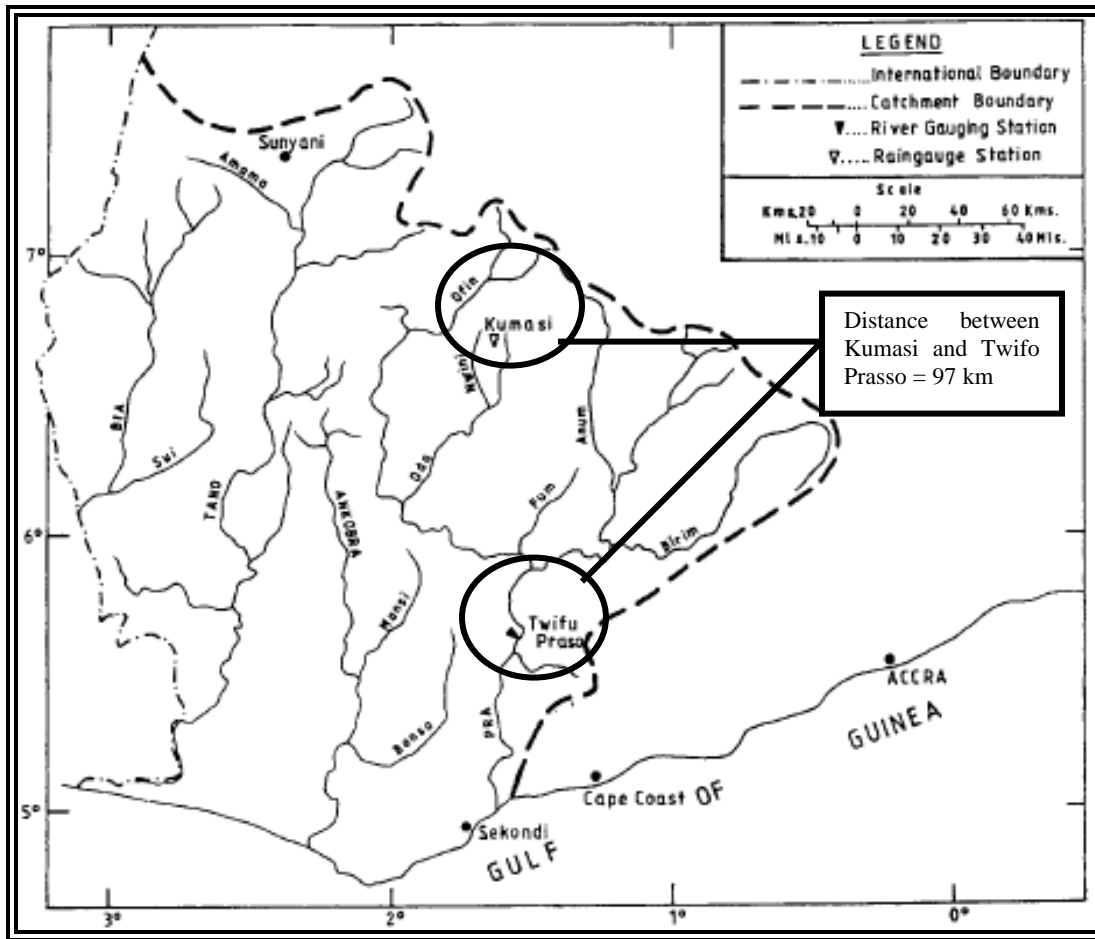 LEGEND
International Boundary
Catchment Boundary
River Gauging Station
Raingauge Station
Scale
Kms.20 0 20 40 60 Kms.
Mls.10 0 10 20 30 40 Mls.
Sunyani
Amama
7°
Ofin
Kumasi
Distance between
Kumasi and Twifo
Prasso = 97 km
BIA
Anum
Sui
Oda
TANO
Fum
ANKOBRA
6°
Birim
Mansi
Twifu
Praso
ACCRA
PRA
Bonsa
GUINEA
Cape Coast
OF
5°
Sekondi
GULF
3° 2° 1° 0°